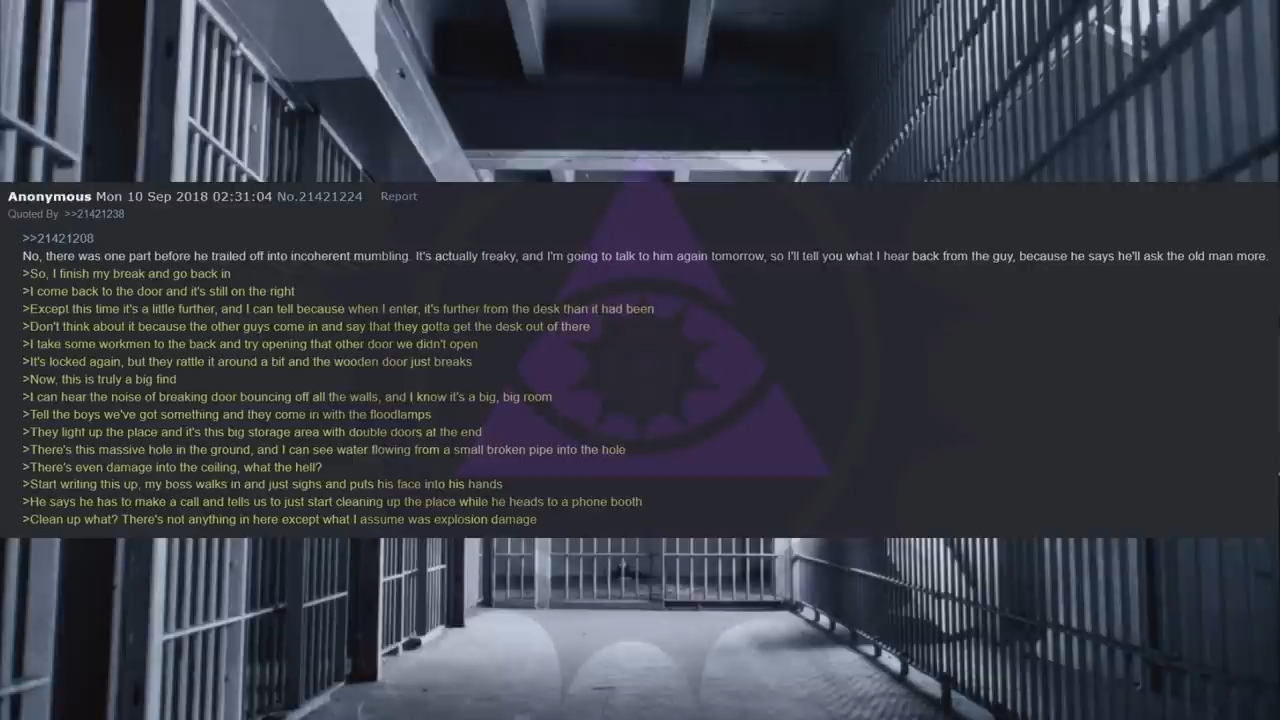 Anonymous Mon 10 Sep 2018 02:31:04 No.21421224 Report
Quoted By >>21421238
>>21421208
No, there was one part before he trailed off into incoherent mumbling. It's actually freaky, and I'm going to talk to him again tomorrow, so I'll tell you what I hear back from the guy, because he says he'll ask the old man more.
>So, I finish my break and go back in
>I come back to the door and it's still on the right
>Except this time it's a little further, and I can tell because when I enter, it's further from the desk than it had been
>Don't think about it because the other guys come in and say that they gotta get the desk out of there
>I take some workmen to the back and try opening that other door we didn't open
>It's locked again, but they rattle it around a bit and the wooden door just breaks
>Now, this is truly a big find
>I can hear the noise of breaking door bouncing off all the walls, and I know it's a big, big room
>Tell the boys we've got something and they come in with the floodlamps
>They light up the place and it's this big storage area with double doors at the end
>There's this massive hole in the ground, and I can see water flowing from a small broken pipe into the hole
>There's even damage into the ceiling, what the hell?
>Start writing this up, my boss walks in and just sighs and puts his face into his hands
>He says he has to make a call and tells us to just start cleaning up the place while he heads to a phone booth
>Clean up what? There's not anything in here except what I assume was explosion damage